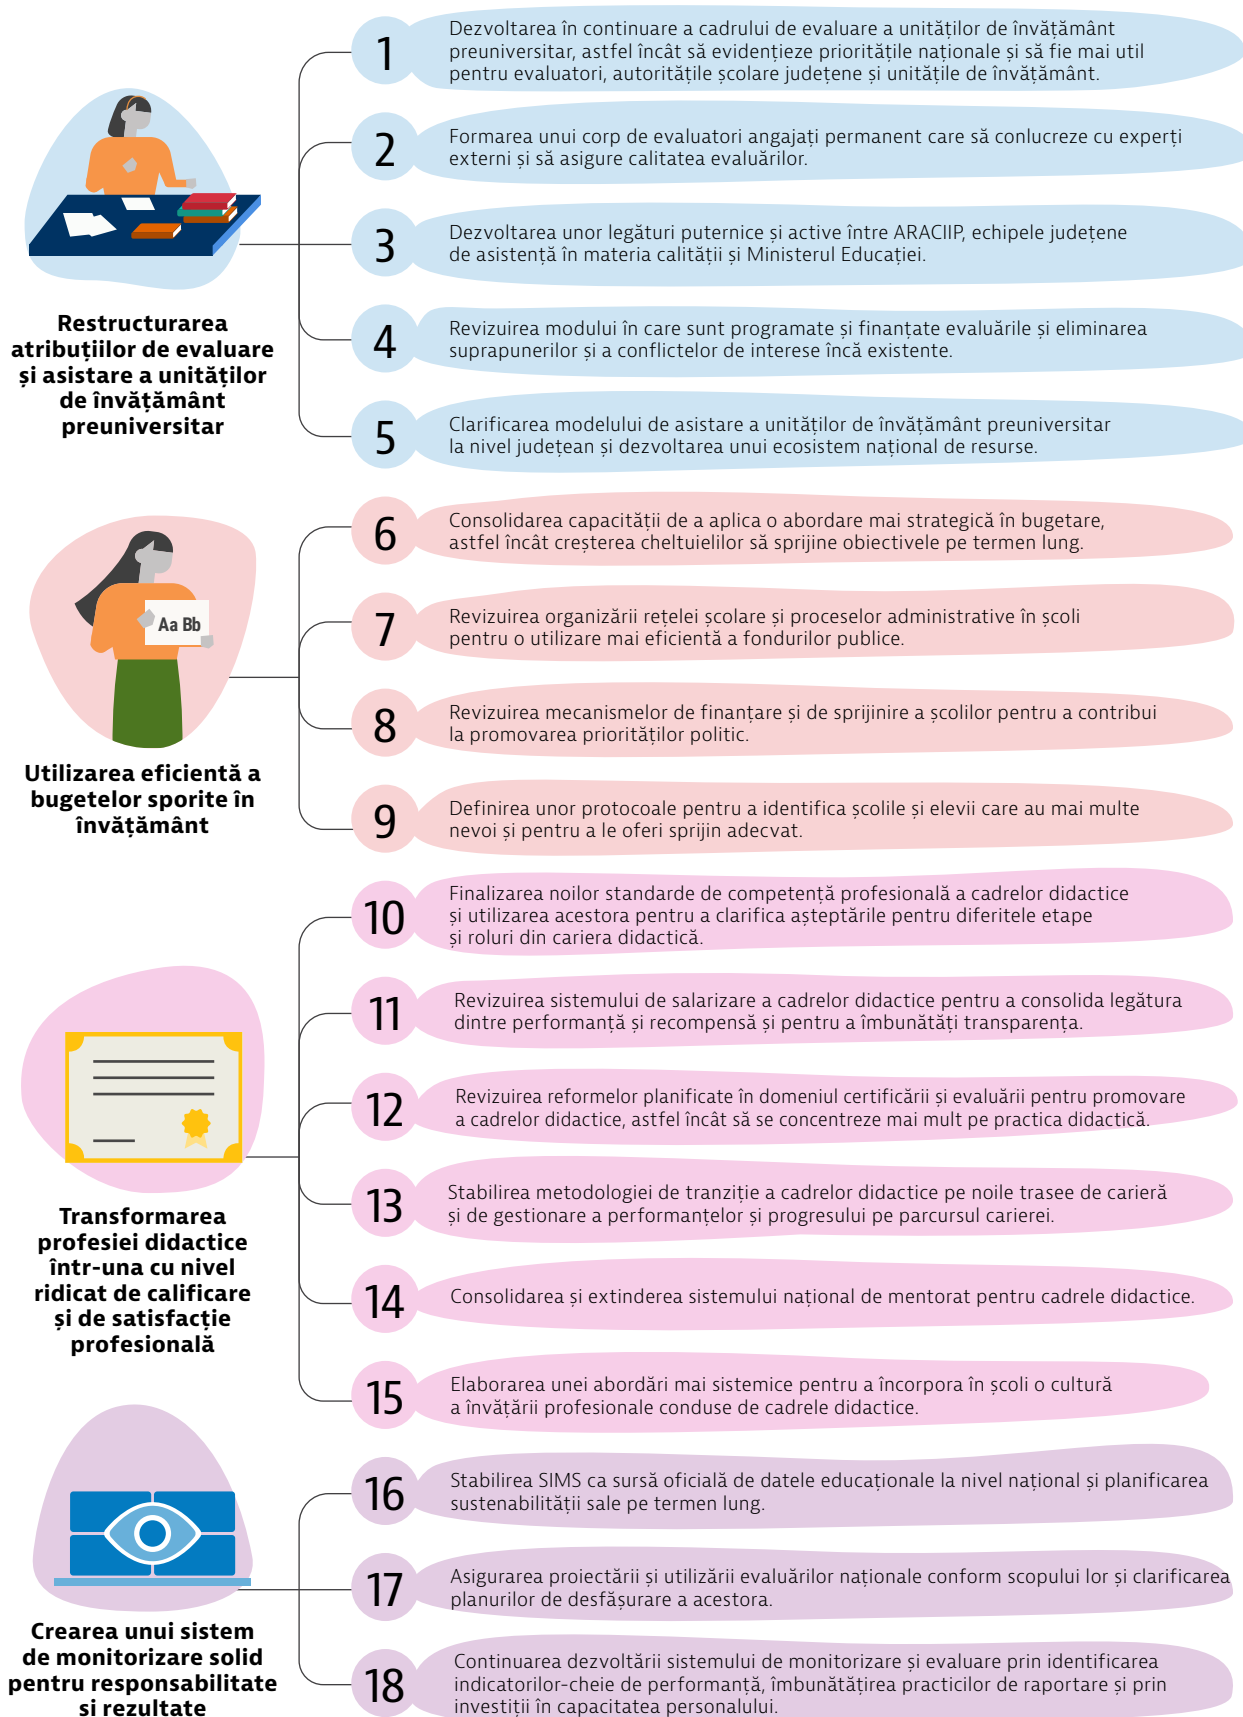 1
Dezvoltarea în continuare a cadrului de evaluare a unităților de învățământ
preuniversitar, astfel încât să evidențieze prioritățile naționale și să fie mai util
pentru evaluatori, autoritățile școlare județene și unitățile de învățământ.
2
Formarea unui corp de evaluatori angajați permanent care să conlucreze cu experți
externi și să asigure calitatea evaluărilor.
3
Dezvoltarea unor legături puternice și active între ARACIIP, echipele județene
de asistență în materia calității și Ministerul Educației.
Restructurarea
atribuțiilor de evaluare
și asistare a unităților
de învățământ
preuniversitar
4
Revizuirea modului în care sunt programate și finanțate evaluările și eliminarea
suprapunerilor și a conflictelor de interese încă existente.
5
Clarificarea modelului de asistare a unităților de învățământ preuniversitar
la nivel județean și dezvoltarea unui ecosistem național de resurse.
6
Consolidarea capacității de a aplica o abordare mai strategică în bugetare,
astfel încât creșterea cheltuielilor să sprijine obiectivele pe termen lung.
Aa Bb
7
Revizuirea organizării rețelei școlare și proceselor administrative în școli
pentru o utilizare mai eficientă a fondurilor publice.
8
Revizuirea mecanismelor de finanțare și de sprijinire a școlilor pentru a contribui
la promovarea priorităților politic.
Utilizarea eficientă a
bugetelor sporite în
învățământ
9
Definirea unor protocoale pentru a identifica școlile și elevii care au mai multe
nevoi și pentru a le oferi sprijin adecvat.
10
Finalizarea noilor standarde de competență profesională a cadrelor didactice
și utilizarea acestora pentru a clarifica așteptările pentru diferitele etape
și roluri din cariera didactică.
11
Revizuirea sistemului de salarizare a cadrelor didactice pentru a consolida legătura
dintre performanță și recompensă și pentru a îmbunătăți transparența.
12
Revizuirea reformelor planificate în domeniul certificării și evaluării pentru promovare
a cadrelor didactice, astfel încât să se concentreze mai mult pe practica didactică.
13
Stabilirea metodologiei de tranziție a cadrelor didactice pe noile trasee de carieră
și de gestionare a performanțelor și progresului pe parcursul carierei.
Transformarea
profesiei didactice
într-una cu nivel
ridicat de calificare
și de satisfacție
profesională
14
Consolidarea și extinderea sistemului național de mentorat pentru cadrele didactice.
15
Elaborarea unei abordări mai sistemice pentru a încorpora în școli o cultură
a învățării profesionale conduse de cadrele didactice.
16
Stabilirea SIMS ca sursă oficială de datele educaționale la nivel național și planificarea
sustenabilității sale pe termen lung.
17
Asigurarea proiectării și utilizării evaluărilor naționale conform scopului lor și clarificarea
planurilor de desfășurare a acestora.
Crearea unui sistem
de monitorizare solid
pentru responsabilitate
si rezultate
18
Continuarea dezvoltării sistemului de monitorizare și evaluare prin identificarea
indicatorilor-cheie de performanță, îmbunătățirea practicilor de raportare și prin
investiții în capacitatea personalului.